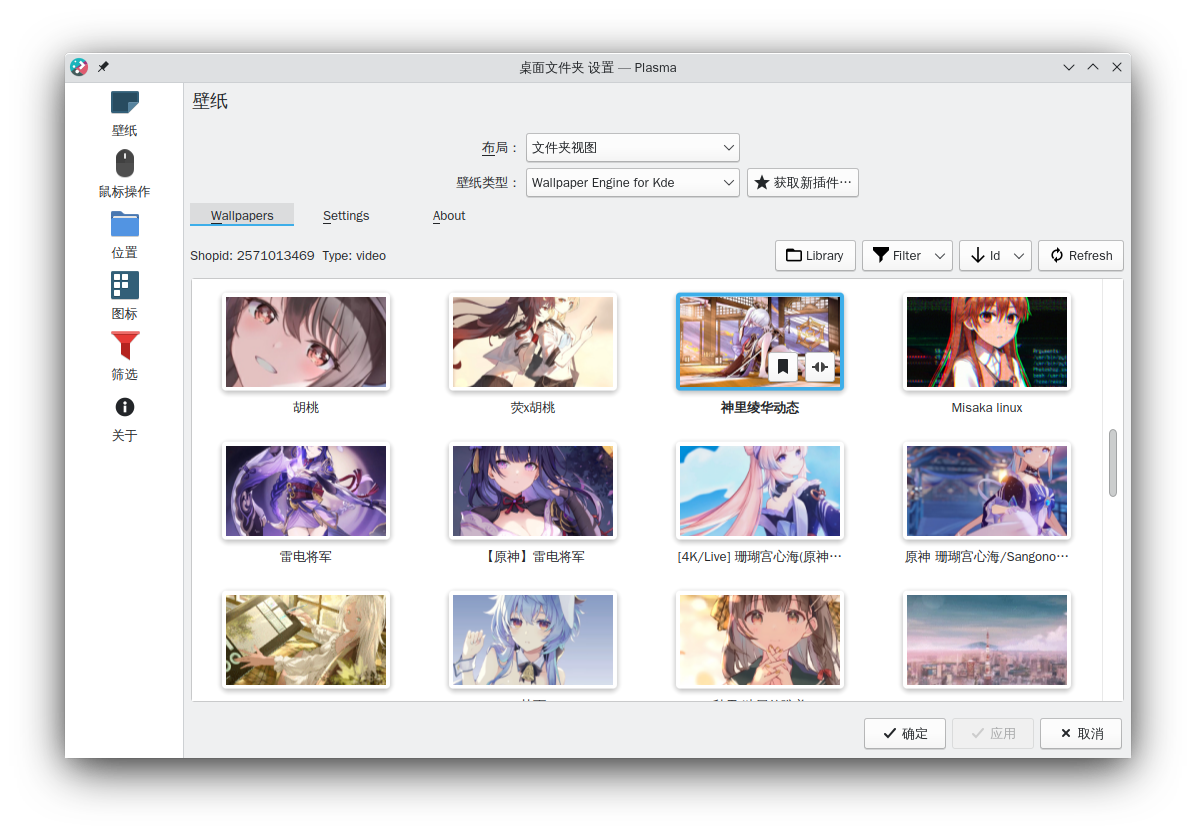 桌面文件夹 设置 — Plasma
壁纸
鼠标操作
位置
图标
筛选
关于
壁纸
布局： 文件夹视图
壁纸类型： Wallpaper Engine for Kde 获取新插件…
Wallpapers Settings About
Shopid: 2571013469 Type: video Library Filter Id Refresh
胡桃 荧x胡桃 神里绫华动态 Misaka linux
雷电将军 【原神】雷电将军 [4K/Live] 珊瑚宫心海(原神… 原神 珊瑚宫心海/Sangono…
确定 应用 取消